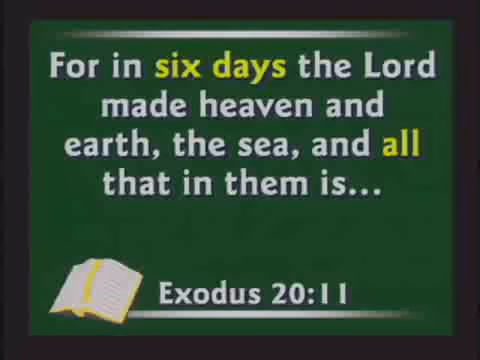 For in six days the Lord
made heaven and
earth, the sea, and all
that in them is...
Exodus 20:11